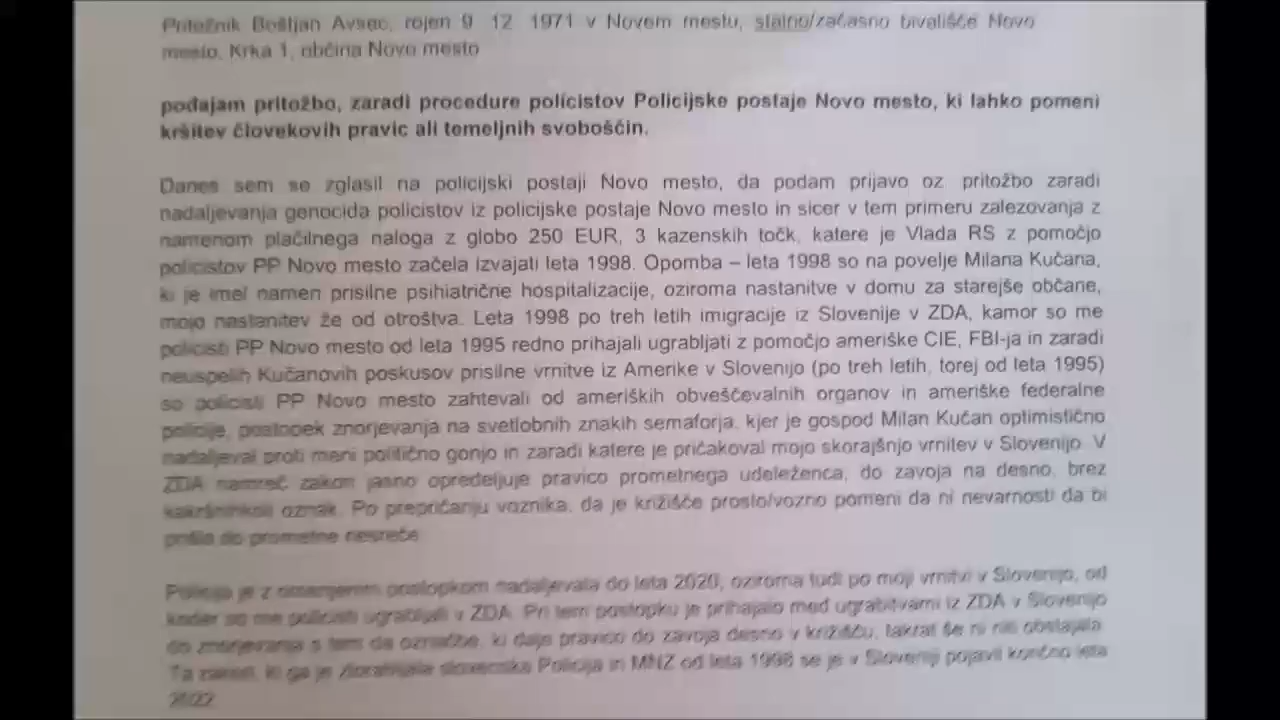 Pritožnik Boštjan Avsec, rojen 9 12 1971 v Novem mestu, stalno/začasno bivališče Novo
mesto, Krka 1, občina Novo mesto
podajam pritožbo, zaradi procedure policistov Policijske postaje Novo mesto, ki lahko pomeni
kršitev človekovih pravic ali temeljnih svoboščin.
Danes sem se zglasil na policijski postaji Novo mesto, da podam prijavo oz pritožbo zaradi
nadaljevanja genocida policistov iz policijske postaje Novo mesto in sicer v tem primeru zalezovanja z
namenom plačilnega naloga z globo 250 EUR, 3 kazenskih točk, katere je Vlada RS z pomočjo
policistov PP Novo mesto začela izvajati leta 1998. Opomba – leta 1998 so na povelje Milana Kučana,
ki je imel namen prisilne psihiatrične hospitalizacije, oziroma nastanitve v domu za starejše občane,
mojo nastanitev že od otroštva. Leta 1998 po treh letih imigracije iz Slovenije v ZDA, kamor so me
policisti PP Novo mesto od leta 1995 redno prihajali ugrabljati z pomočjo ameriške CIE, FBI-ja in zaradi
neuspelih Kučanovih poskusov prisilne vrnitve iz Amerike v Slovenijo (po treh letih, torej od leta 1995)
so policisti PP Novo mesto zahtevali od ameriških obveščevalnih organov in ameriške federalne
policije, postopek znorjevanja na svetlobnih znakih semaforja, kjer je gospod Milan Kučan optimistično
nadaljeval proti meni politično gonjo in zaradi katere je pričakoval mojo skorajšnjo vrnitev v Slovenijo. V
ZDA namreč zakon jasno opredeljuje pravico prometnega udeleženca, do zavoja na desno, brez
kakršnihkoli oznak. Po prepričanju voznika, da je križišče prosto/vozno pomeni da ni nevarnosti da bi
prišlo do prometne nesreče
Policija je z omenjenim postopkom nadaljevala do leta 2020, oziroma tudi po moji vrnitvi v Slovenijo, od
koder so me policisti ugrabljali v ZDA. Pri tem postopku je prihajalo med ugrabitvami iz ZDA v Slovenijo
do znorjevanja s tem da označbe, ki daje pravico do zavoja desno v križišču, takrat še ni niti obstajala
Ta zakon, ki ga je zlorabljala slovenska Policija in MNZ od leta 1998 se je v Sloveniji pojavil končno leta
2022